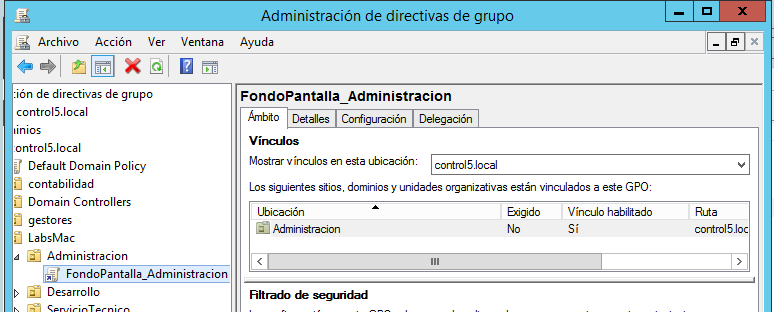 Administración de directivas de grupo
Archivo Acción Ver Ventana Ayuda
ción de directivas de grupo
control5.local
inios
ontrol5.local
Default Domain Policy
contabilidad
Domain Controllers
gestores
LabsMac
Administracion
FondoPantalla_Administracion
Desarrollo
ServicioTecnico
FondoPantalla_Administracion
Ámbito Detalles Configuración Delegación
Vínculos
Mostrar vínculos en esta ubicación: control5.local
Los siguientes sitios, dominios y unidades organizativas están vinculados a este GPO:
Ubicación Exigido Vínculo habilitado Ruta
Administracion No Sí control5.loc
Filtrado de seguridad